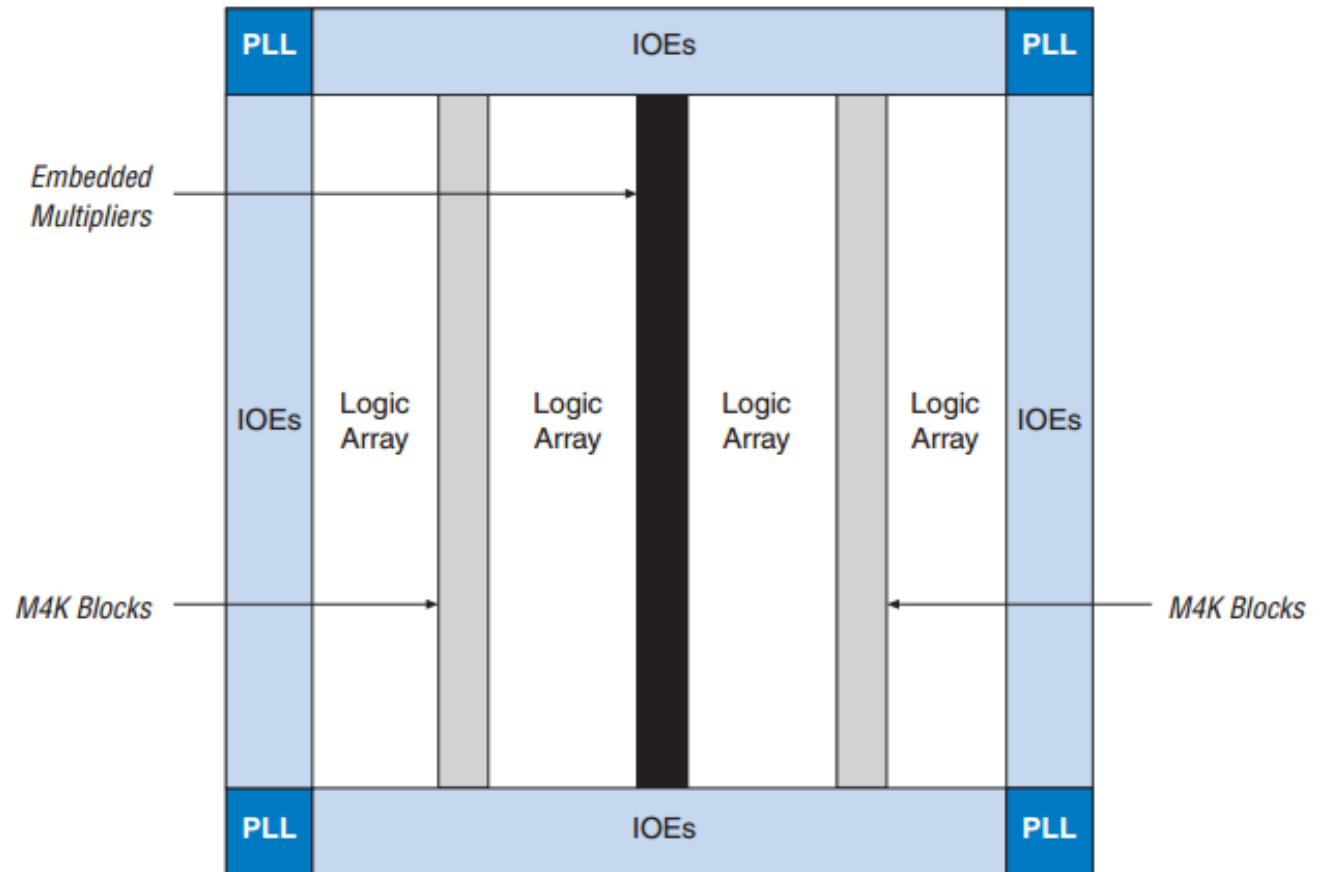 PLL
IOEs
PLL
Embedded
Multipliers
IOEs
Logic
Array
Logic
Array
Logic
Array
Logic
Array
IOEs
M4K Blocks
M4K Blocks
PLL
IOEs
PLL